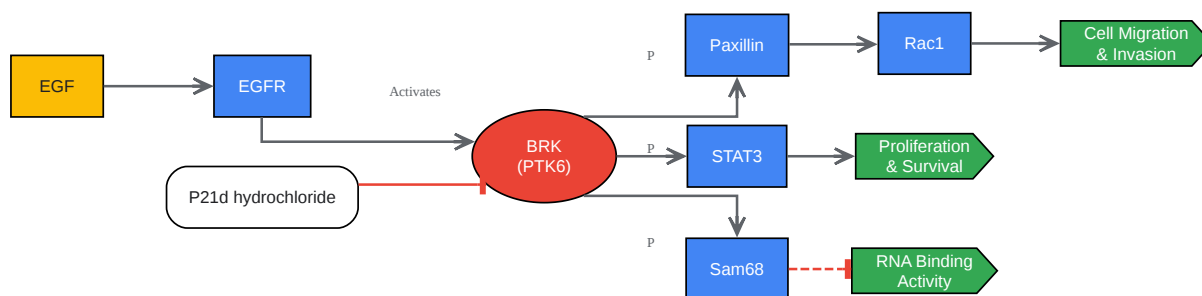 EGF
EGFR
Activates
P21d hydrochloride
BRK
(PTK6)
P
Paxillin
Rac1
Cell Migration
& Invasion
P
STAT3
Proliferation
& Survival
P
Sam68
RNA Binding
Activity